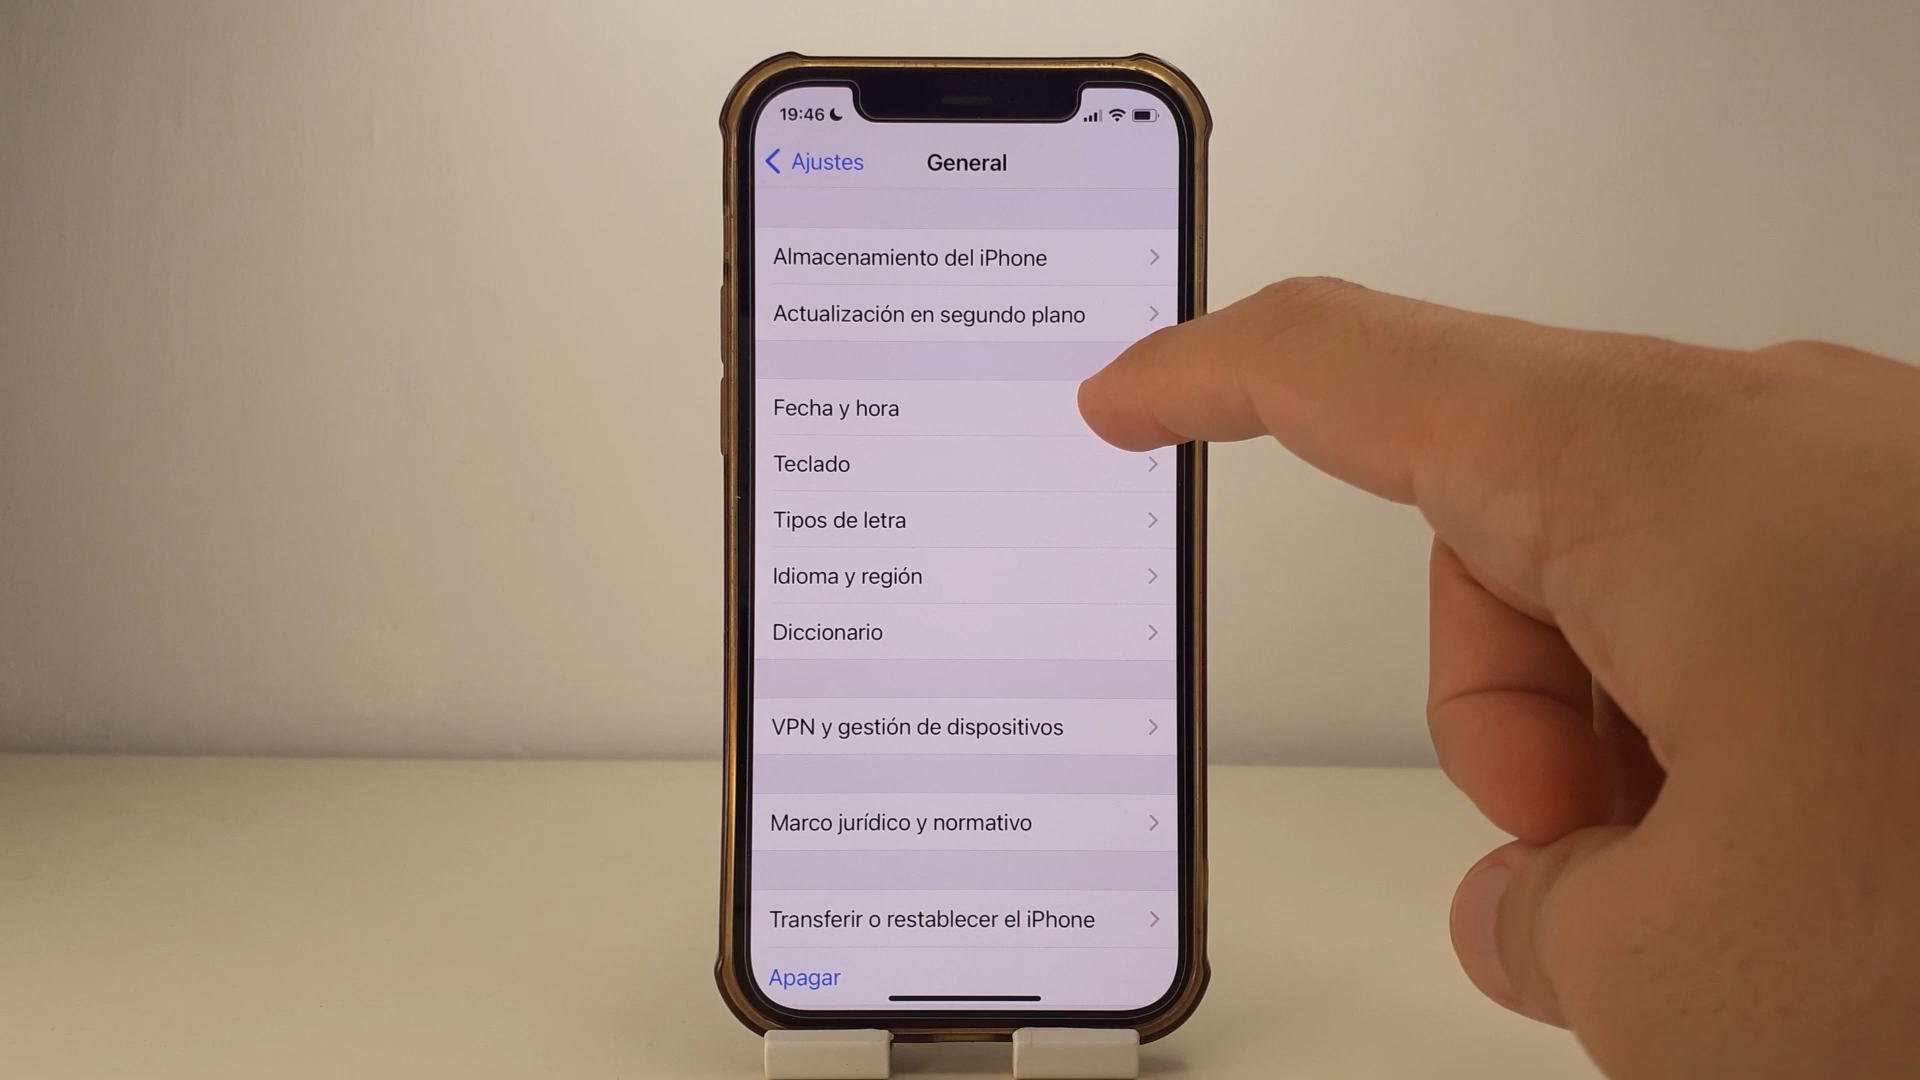 19:46
Ajustes
General
Almacenamiento del iPhone
Actualización en segundo plano
Fecha y hora
Teclado
Tipos de letra
Idioma y región
Diccionario
VPN y gestión de dispositivos
Marco jurídico y normativo
Transferir o restablecer el iPhone
Apagar